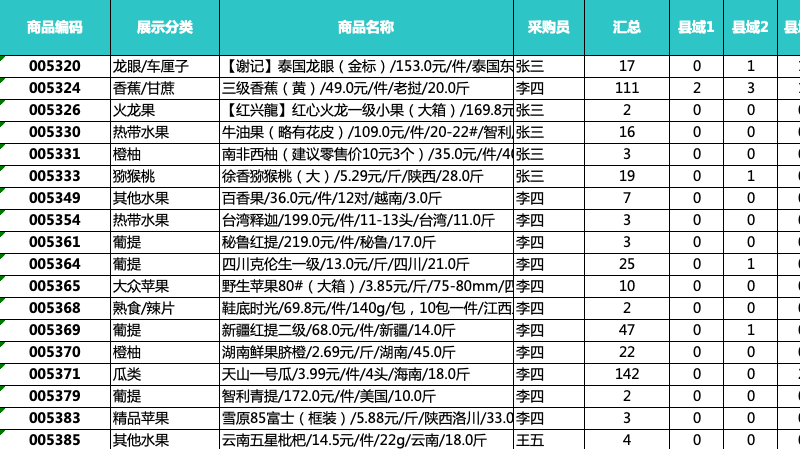 商品编码 展示分类 商品名称 采购员 汇总 县域1 县域2 县
005320 龙眼/车厘子 【谢记】泰国龙眼（金标）/153.0元/件/泰国东 张三 17 0 1
005324 香蕉/甘蔗 三级香蕉（黄）/49.0元/件/老挝/20.0斤 李四 111 2 3
005326 火龙果 【红兴龍】红心火龙一级小果（大箱）/169.8元 张三 2 0 0
005330 热带水果 牛油果（略有花皮）/109.0元/件/20-22#/智利 张三 16 0 0
005331 橙柚 南非西柚（建议零售价10元3个）/35.0元/件/40 张三 3 0 0
005333 猕猴桃 徐香猕猴桃（大）/5.29元/斤/陕西/28.0斤 张三 19 0 1
005349 其他水果 百香果/36.0元/件/12对/越南/3.0斤 李四 7 0 0
005354 热带水果 台湾释迦/199.0元/件/11-13头/台湾/11.0斤 李四 3 0 0
005361 葡提 秘鲁红提/219.0元/件/秘鲁/17.0斤 李四 3 0 0
005364 葡提 四川克伦生一级/13.0元/斤/四川/21.0斤 李四 25 0 1
005365 大众苹果 野生苹果80#（大箱）/3.85元/斤/75-80mm/四 李四 10 0 0
005368 熟食/辣片 鞋底时光/69.8元/件/140g/包，10包一件/江西 李四 2 0 0
005369 葡提 新疆红提二级/68.0元/件/新疆/14.0斤 李四 47 0 1
005370 橙柚 湖南鲜果脐橙/2.69元/斤/湖南/45.0斤 李四 22 0 0
005371 瓜类 天山一号瓜/3.99元/件/4头/海南/18.0斤 李四 142 0 0
005379 葡提 智利青提/172.0元/件/美国/10.0斤 李四 2 0 0
005383 精品苹果 雪原85富士（框装）/5.88元/斤/陕西洛川/33.0 李四 3 0 0
005385 其他水果 云南五星枇杷/14.5元/件/22g/云南/18.0斤 王五 4 0 0